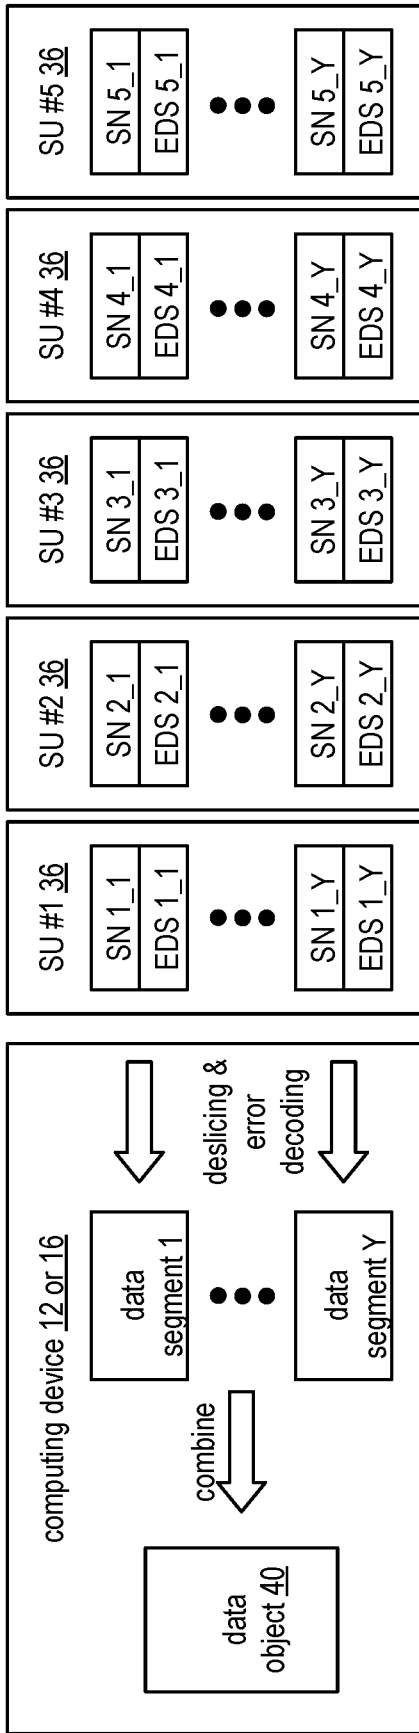 computing device 12 or 16
data
object 40
combine
data
segment 1
data
segment Y
deslicing &
error
decoding
SU #1 36
SN 1_1
EDS 1_1
SN 1_Y
EDS 1_Y
SU #2 36
SN 2_1
EDS 2_1
SN 2_Y
EDS 2_Y
SU #3 36
SN 3_1
EDS 3_1
SN 3_Y
EDS 3_Y
SU #4 36
SN 4_1
EDS 4_1
SN 4_Y
EDS 4_Y
SU #5 36
SN 5_1
EDS 5_1
SN 5_Y
EDS 5_Y